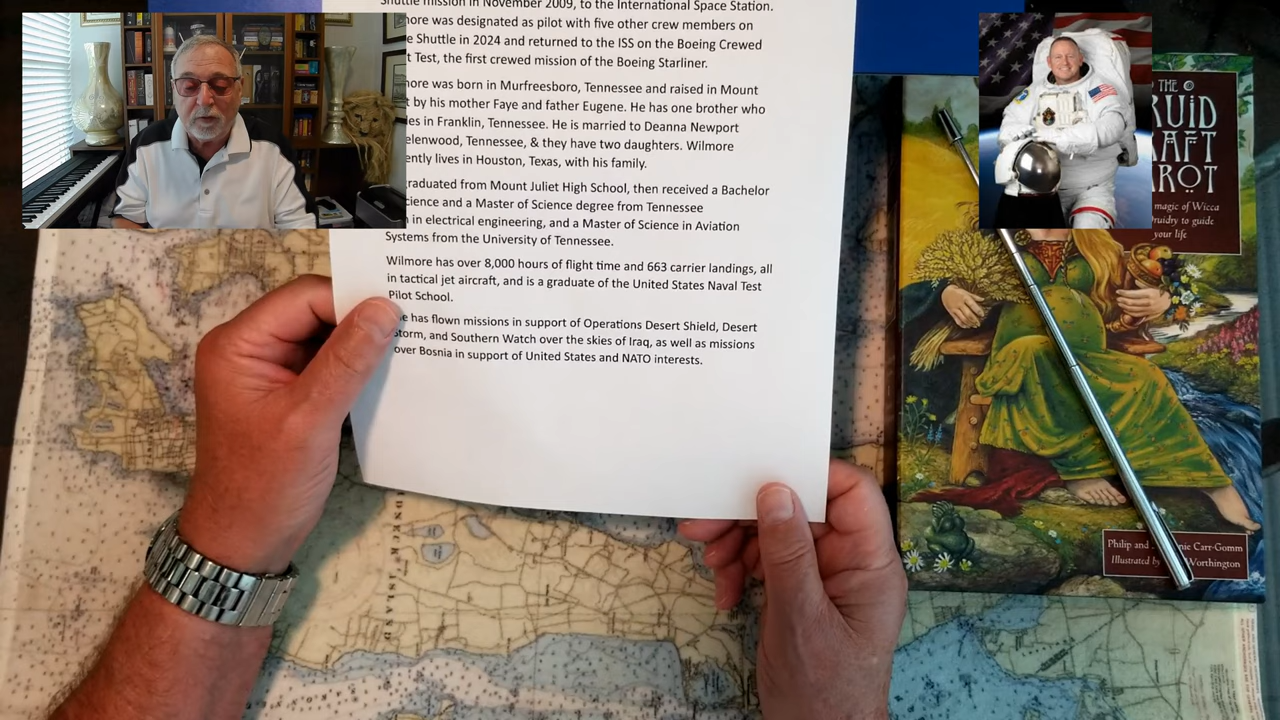 Shuttle mission in November 2009, to the International Space Station.
more was designated as pilot with five other crew members on
e Shuttle in 2024 and returned to the ISS on the Boeing Crewed
t Test, the first crewed mission of the Boeing Starliner.
ore was born in Murfreesboro, Tennessee and raised in Mount
t by his mother Faye and father Eugene. He has one brother who
es in Franklin, Tennessee. He is married to Deanna Newport
elenwood, Tennessee, & they have two daughters. Wilmore
ently lives in Houston, Texas, with his family.
raduated from Mount Juliet High School, then received a Bachelor
cience and a Master of Science degree from Tennessee
in electrical engineering, and a Master of Science in Aviation
Systems from the University of Tennessee.
Wilmore has over 8,000 hours of flight time and 663 carrier landings, all
in tactical jet aircraft, and is a graduate of the United States Naval Test
Pilot School.
e has flown missions in support of Operations Desert Shield, Desert
Storm, and Southern Watch over the skies of Iraq, as well as missions
over Bosnia in support of United States and NATO interests.
THE
RUID
RAFT
AROT
magic of Wicca
Druidry to guide
your life
Philip and nie Carr-Gomm
Illustrated by Worthington
ISLAND